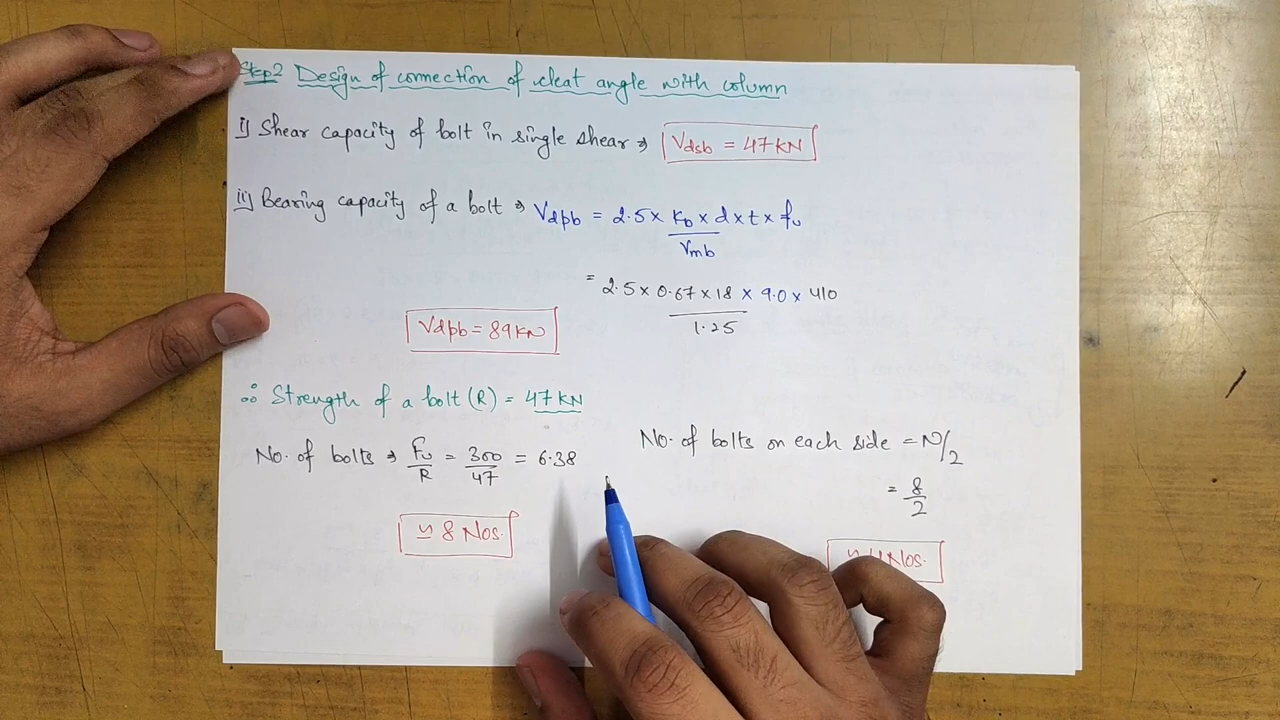 Step2 Design of connection of cleat angle with column
i) Shear capacity of bolt in single shear ⇒ Vdsb = 47 kN
ii) Bearing capacity of a bolt ⇒ Vdpb = 2.5 x kb x d x t x fu / γmb
= 2.5 x 0.67 x 18 x 9.0 x 410 / 1.25
Vdpb = 89 kN
∴ Strength of a bolt (R) = 47 kN
No. of bolts ⇒ Fu / R = 300 / 47 = 6.38
≃ 8 Nos.
No. of bolts on each side = N/2
= 8 / 2
≃ 4 Nos.